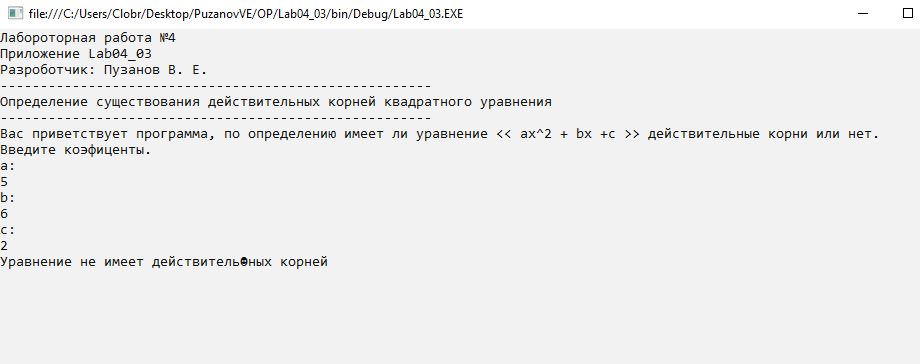 file:///C:/Users/Clobr/Desktop/PuzanovVE/OP/Lab04_03/bin/Debug/Lab04_03.EXE
Лабороторная работа №4
Приложение Lab04_03
Разработчик: Пузанов В. Е.
------------------------------------------------------
Определение существования действительных корней квадратного уравнения
------------------------------------------------------
Вас приветствует программа, по определению имеет ли уравнение << ax^2 + bx +c >> действительные корни или нет.
Введите коэфиценты.
a:
5
b:
6
c:
2
Уравнение не имеет действитель☻ных корней